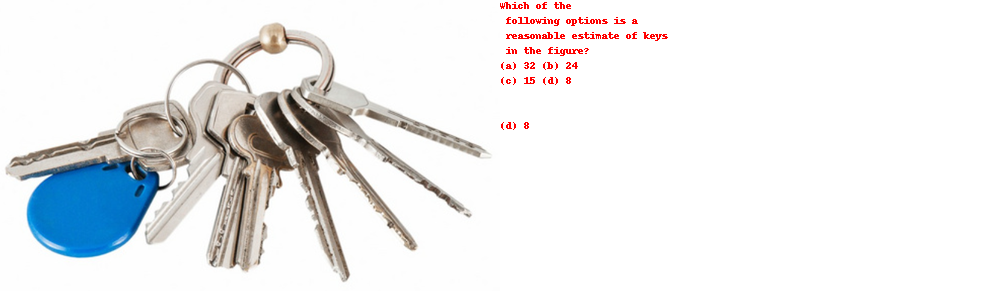 Which of the
following options is a
reasonable estimate of keys
in the figure?
(a) 32 (b) 24
(c) 15 (d) 8
(d) 8